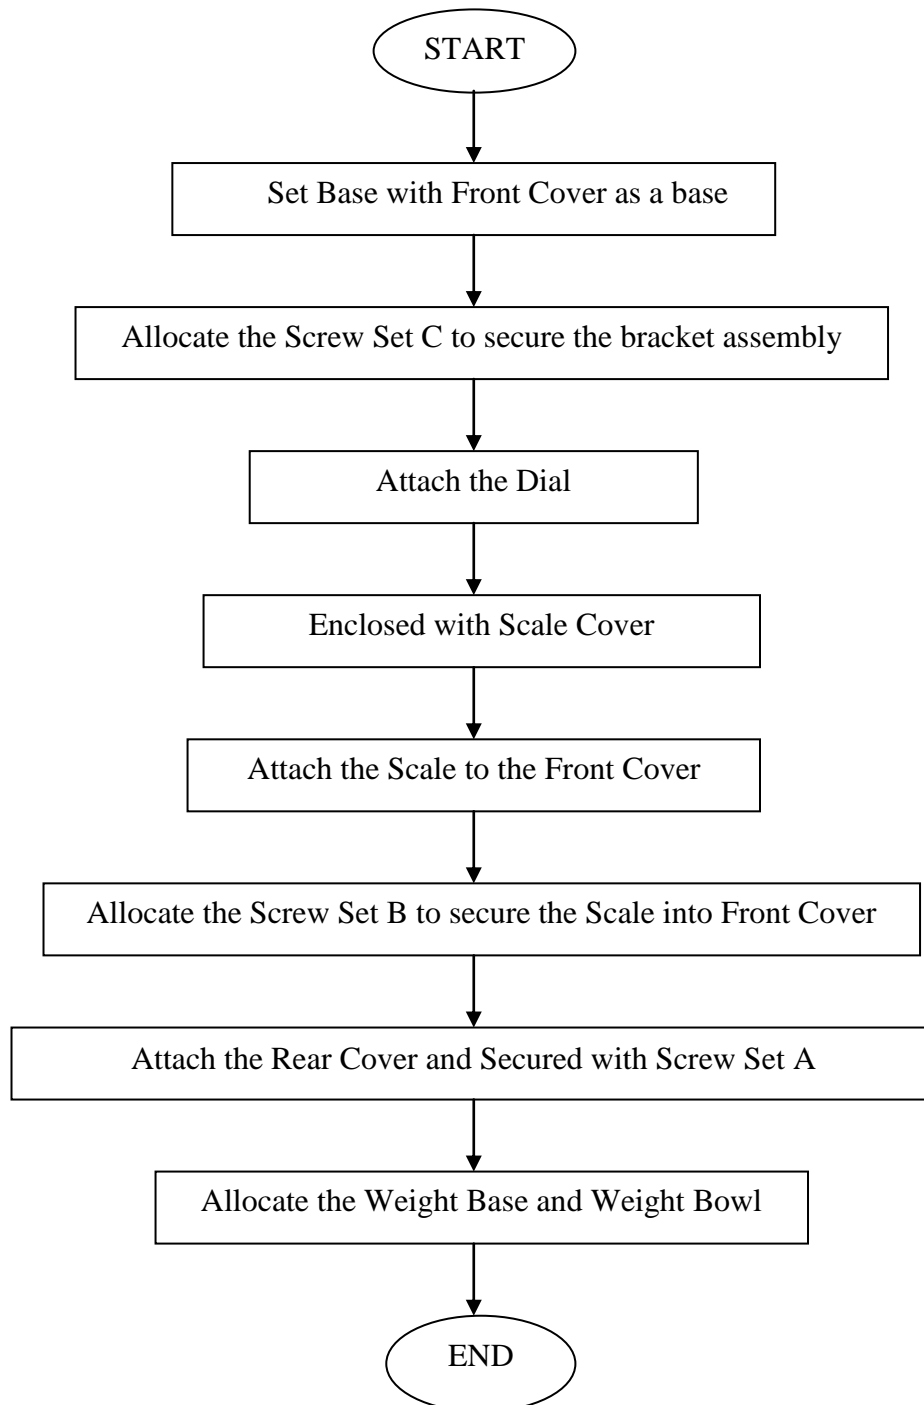 START
Set Base with Front Cover as a base
Allocate the Screw Set C to secure the bracket assembly
Attach the Dial
Enclosed with Scale Cover
Attach the Scale to the Front Cover
Allocate the Screw Set B to secure the Scale into Front Cover
Attach the Rear Cover and Secured with Screw Set A
Allocate the Weight Base and Weight Bowl
END